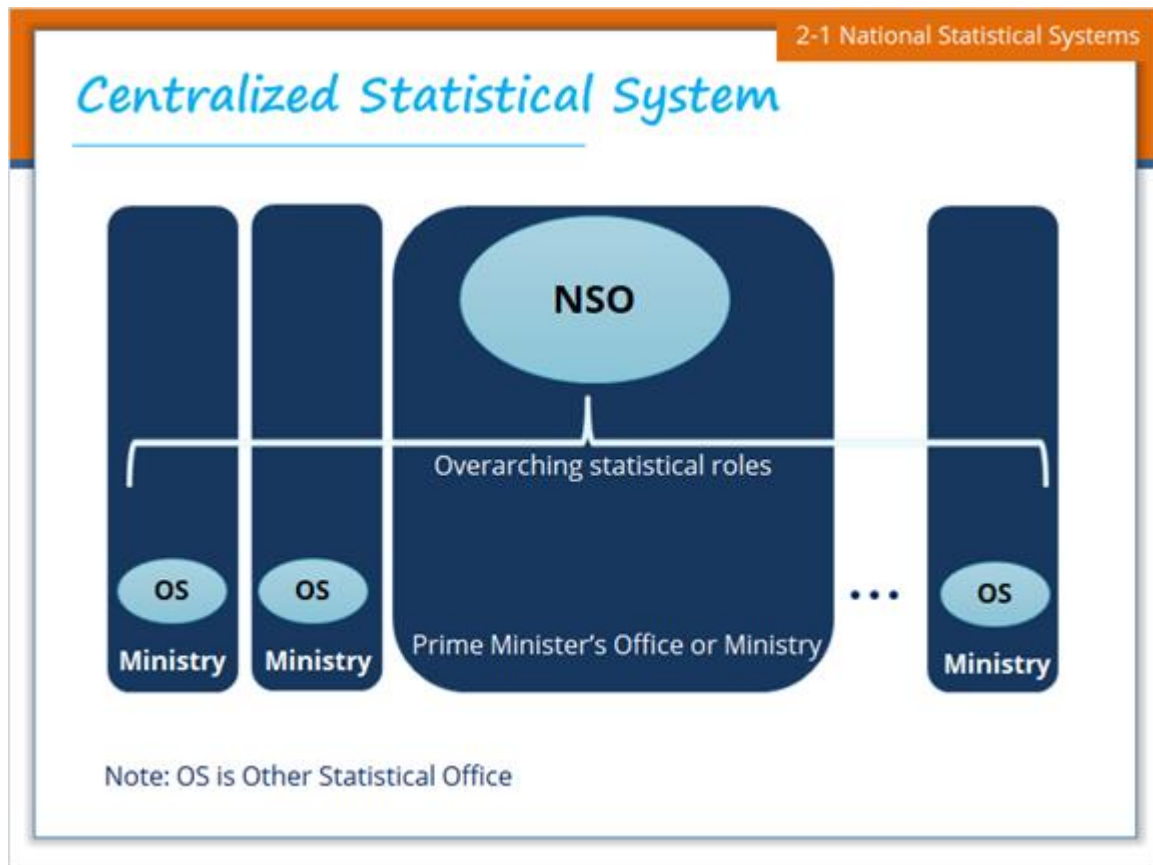 2-1 National Statistical Systems
Centralized Statistical System
NSO
Overarching statistical roles
OS
OS
...
OS
Ministry
Ministry
Prime Minister’s Office or Ministry
Ministry
Note: OS is Other Statistical Office